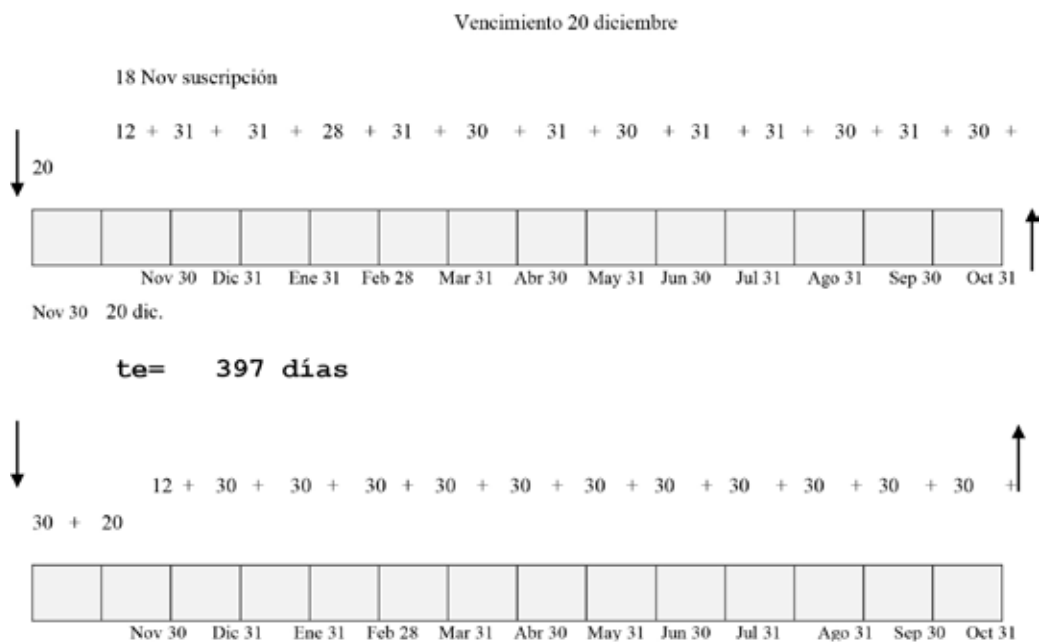 Vencimiento 20 diciembre
18 Nov suscripción
12 + 31 + 31 + 28 + 31 + 30 + 31 + 30 + 31 + 31 + 30 + 31 + 30 +
20
Nov 30 Dic 31 Ene 31 Feb 28 Mar 31 Abr 30 May 31 Jun 30 Jul 31 Ago 31 Sep 30 Oct 31
Nov 30 20 dic.
te= 397 días
12 + 30 + 30 + 30 + 30 + 30 + 30 + 30 + 30 + 30 + 30 + 30 +
30 + 20
Nov 30 Dic 31 Ene 31 Feb 28 Mar 31 Abr 30 May 31 Jun 30 Jul 31 Ago 31 Sep 30 Oct 31